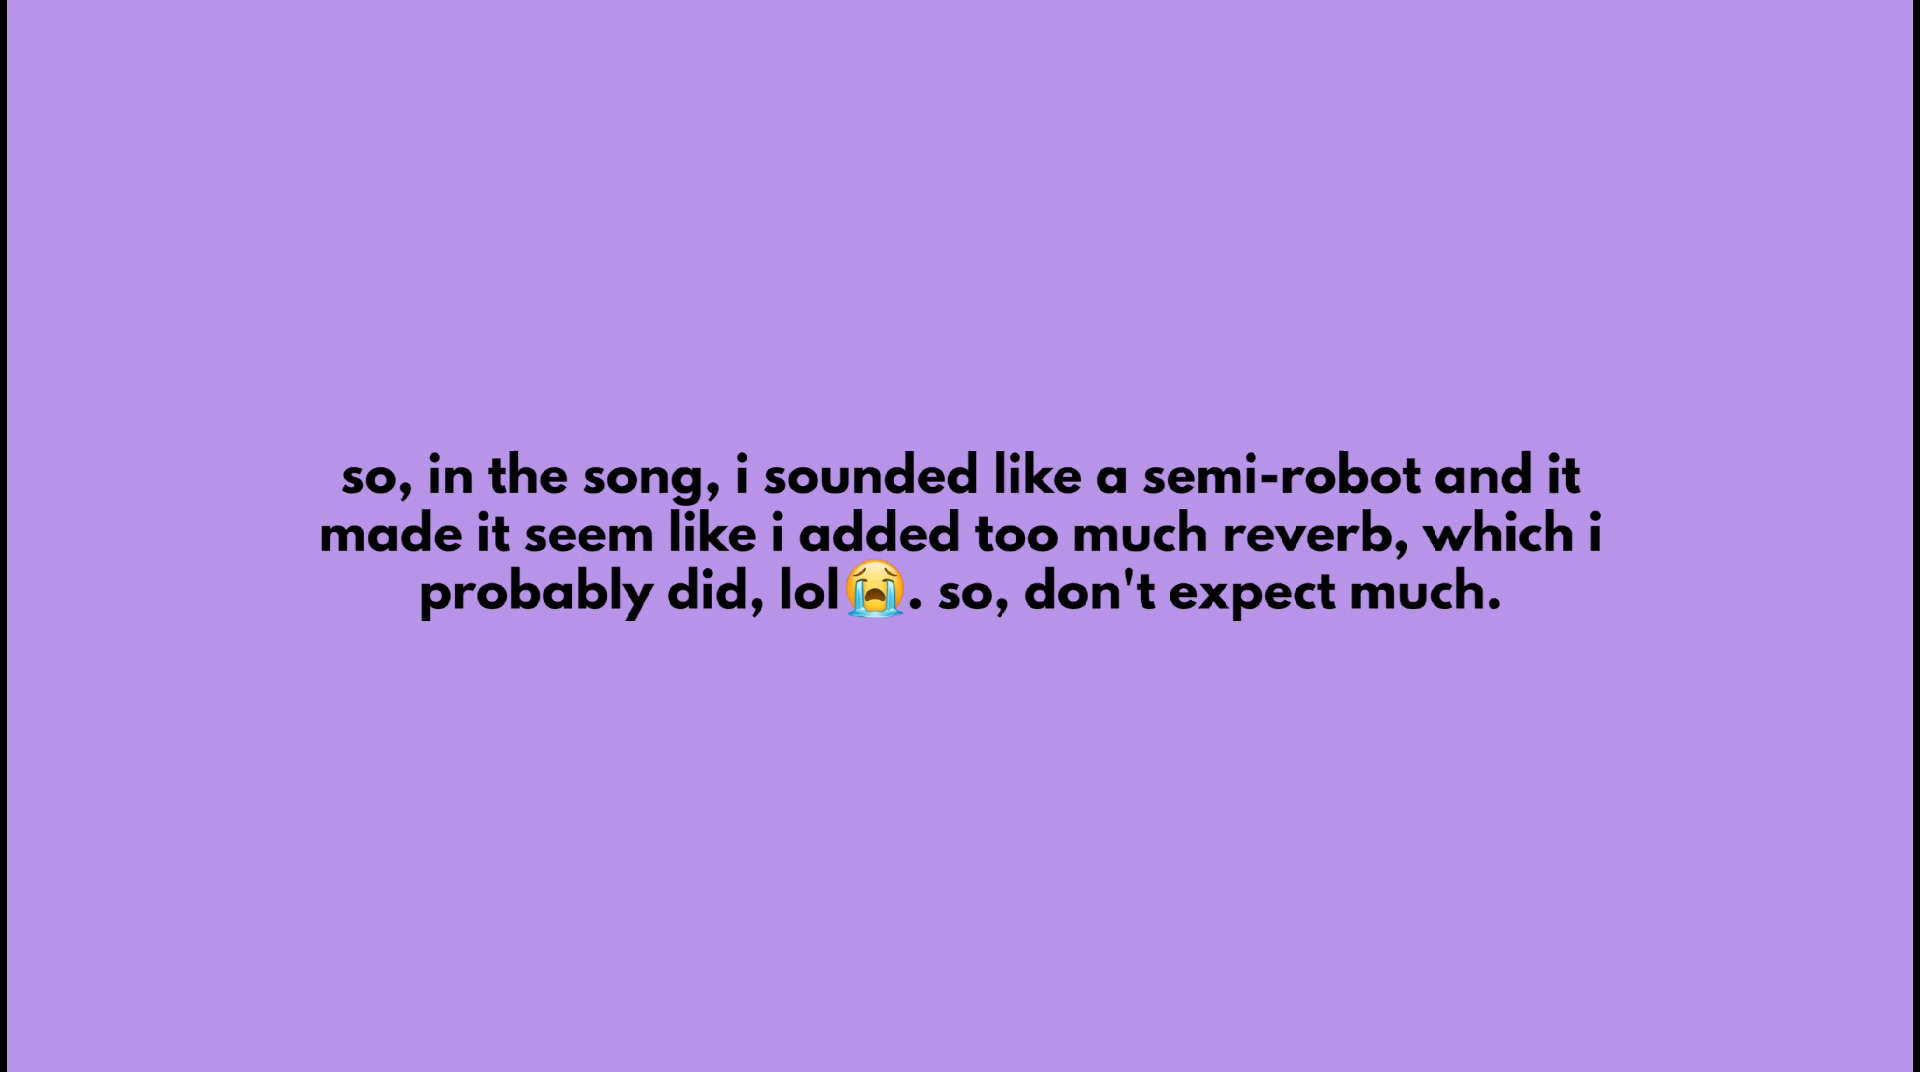 so, in the song, i sounded like a semi-robot and it
made it seem like i added too much reverb, which i
probably did, lol😭. so, don't expect much.